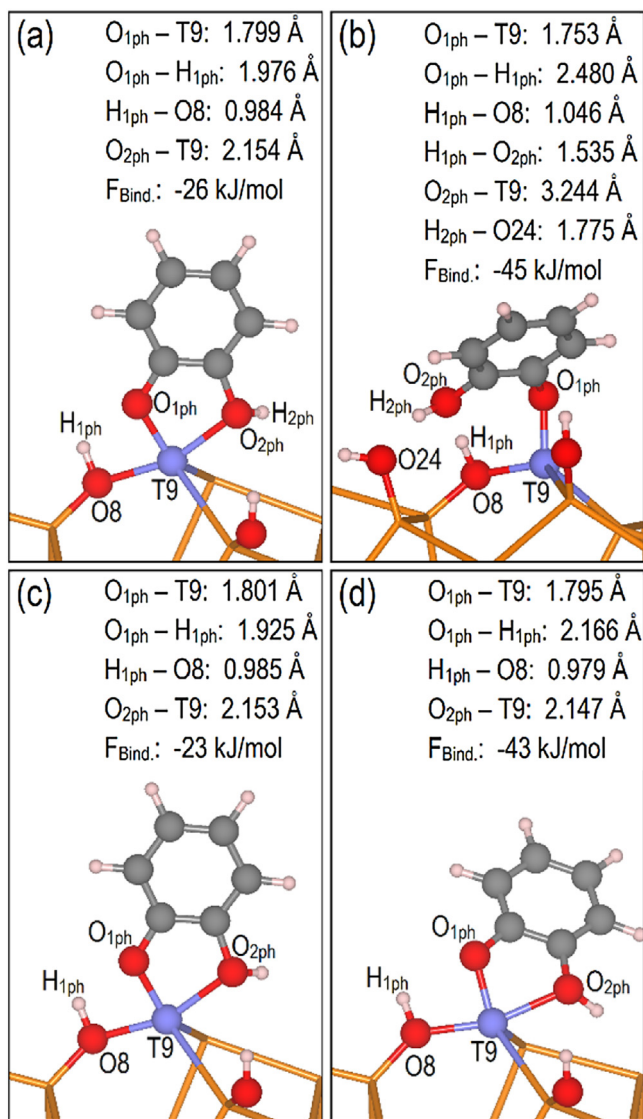 (a)
O1ph – T9: 1.799 Å
O1ph – H1ph: 1.976 Å
H1ph – O8: 0.984 Å
O2ph – T9: 2.154 Å
FBind.: -26 kJ/mol
O1ph
H2ph
O2ph
H1ph
O8
T9
(b)
O1ph – T9: 1.753 Å
O1ph – H1ph: 2.480 Å
H1ph – O8: 1.046 Å
H1ph – O2ph: 1.535 Å
O2ph – T9: 3.244 Å
H2ph – O24: 1.775 Å
FBind.: -45 kJ/mol
O2ph
O1ph
H2ph
H1ph
O24
O8
T9
(c)
O1ph – T9: 1.801 Å
O1ph – H1ph: 1.925 Å
H1ph – O8: 0.985 Å
O2ph – T9: 2.153 Å
FBind.: -23 kJ/mol
O1ph
O2ph
H1ph
O8
T9
(d)
O1ph – T9: 1.795 Å
O1ph – H1ph: 2.166 Å
H1ph – O8: 0.979 Å
O2ph – T9: 2.147 Å
FBind.: -43 kJ/mol
O1ph
H1ph
O2ph
O8
T9